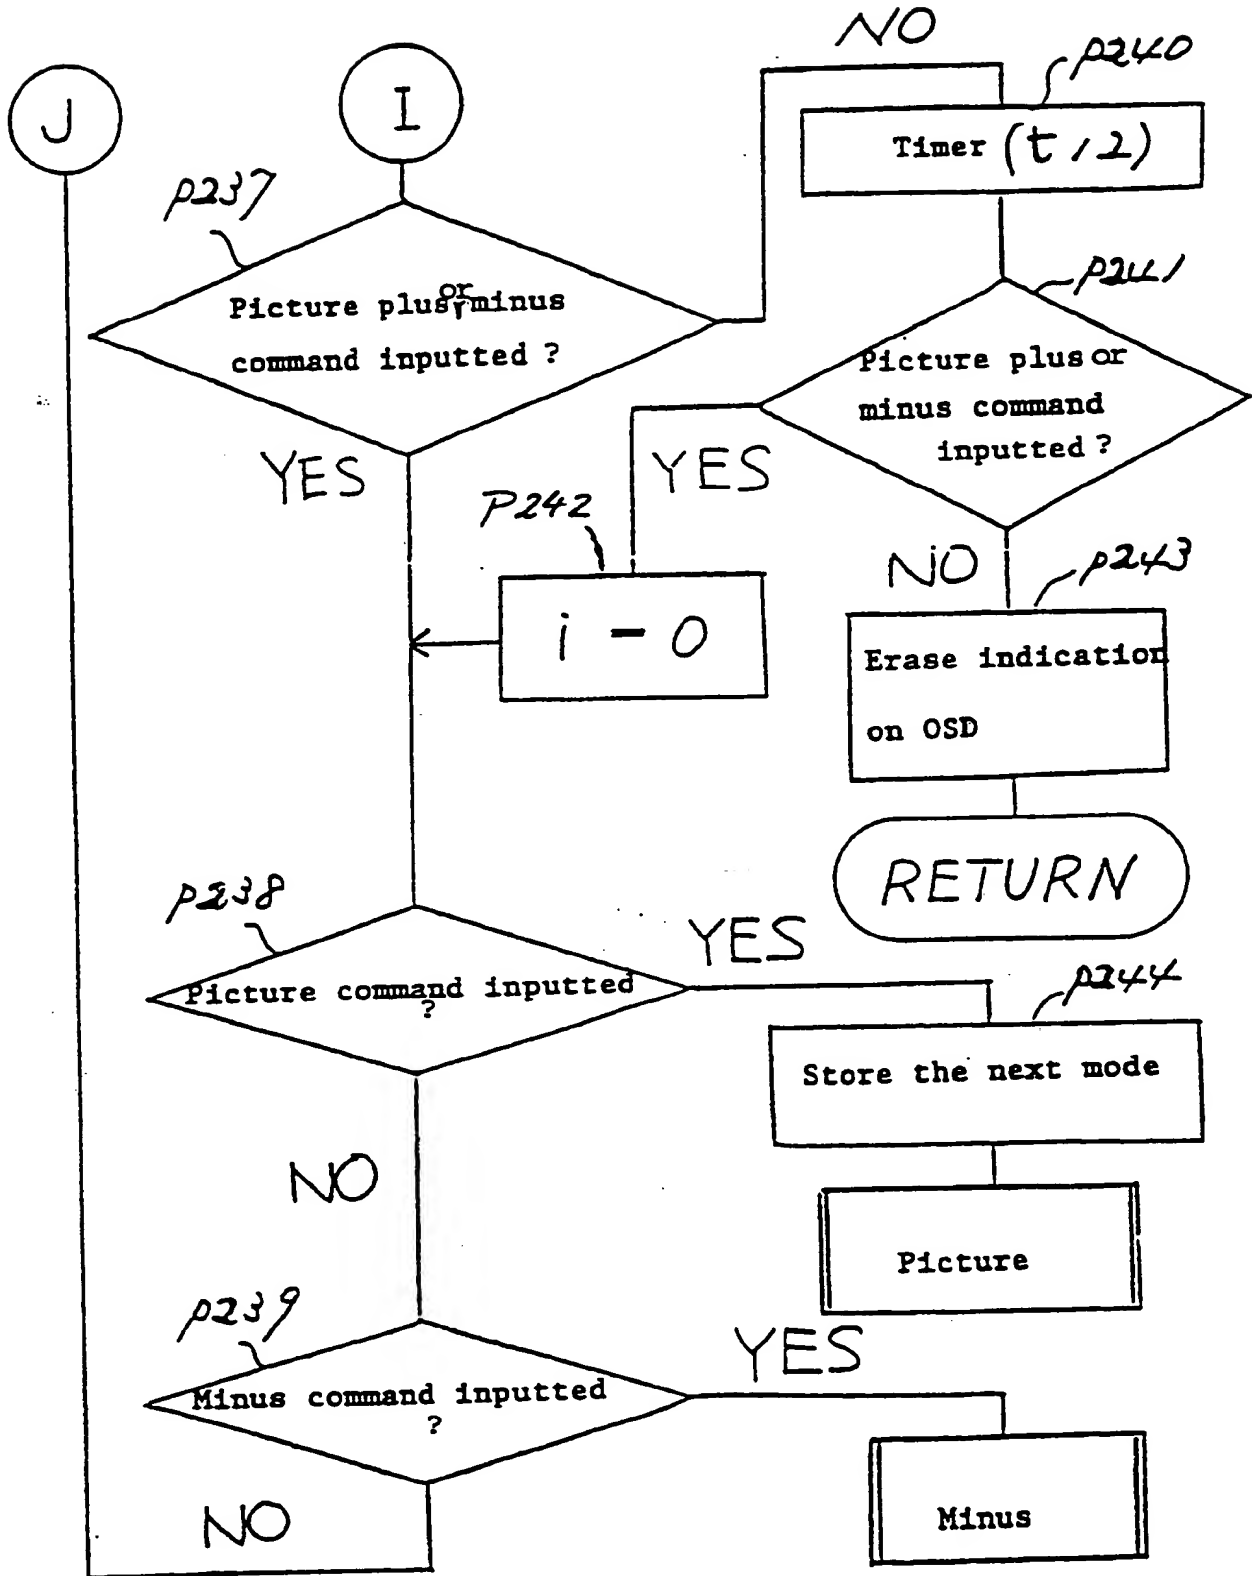 NO
P240
J
I
Timer (t, 2)
P237
P241
Picture plus or minus
command inputted ?
Picture plus or
minus command
inputted ?
YES
YES
P242
NO
P243
i - 0
Erase indication
on OSD
RETURN
P238
YES
P244
Picture command inputted
?
Store the next mode
NO
Picture
P239
YES
Minus command inputted
?
Minus
NO